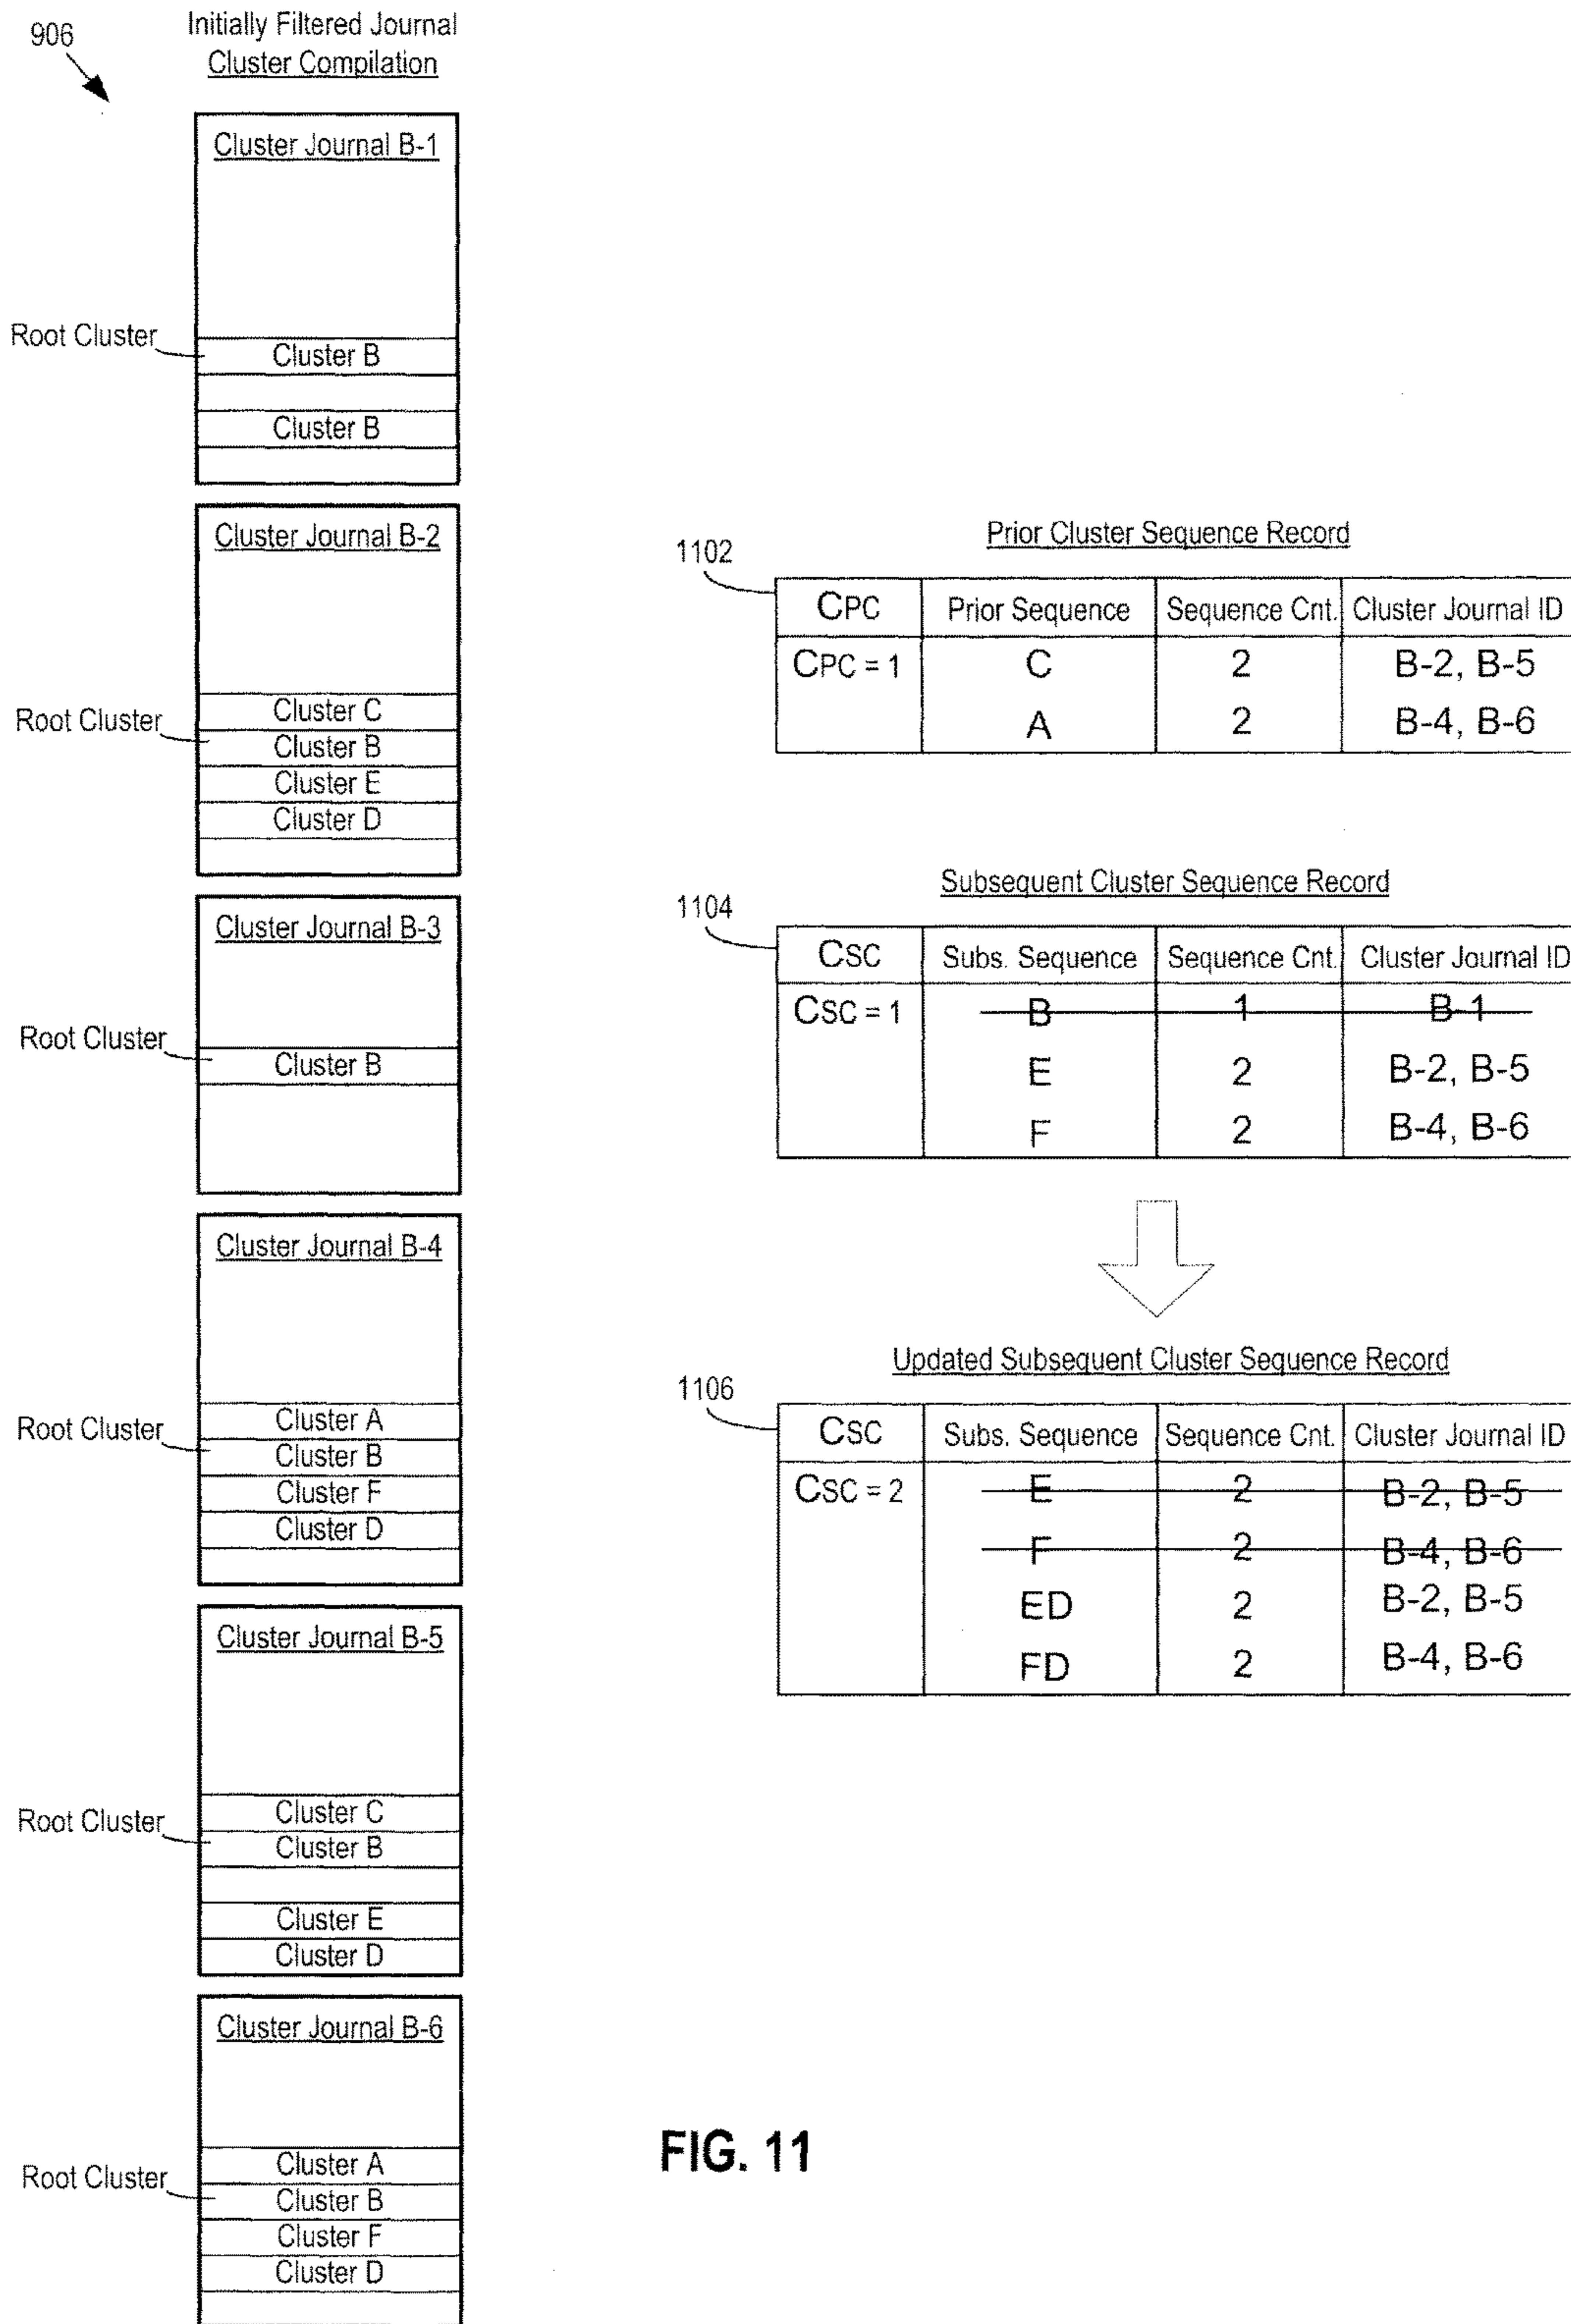 906
Initially Filtered Journal
Cluster Compilation
Cluster Journal B-1
Root Cluster
Cluster B
Cluster B
Cluster Journal B-2
Root Cluster
Cluster C
Cluster B
Cluster E
Cluster D
Cluster Journal B-3
Root Cluster
Cluster B
Cluster Journal B-4
Root Cluster
Cluster A
Cluster B
Cluster F
Cluster D
Cluster Journal B-5
Root Cluster
Cluster C
Cluster B
Cluster E
Cluster D
Cluster Journal B-6
Root Cluster
Cluster A
Cluster B
Cluster F
Cluster D
Prior Cluster Sequence Record
1102
CPC Prior Sequence Sequence Cnt. Cluster Journal ID
CPC = 1 C 2 B-2, B-5
A 2 B-4, B-6
Subsequent Cluster Sequence Record
1104
CSC Subs. Sequence Sequence Cnt. Cluster Journal ID
CSC = 1 B 1 B-1
E 2 B-2, B-5
F 2 B-4, B-6
Updated Subsequent Cluster Sequence Record
1106
CSC Subs. Sequence Sequence Cnt. Cluster Journal ID
CSC = 2 E 2 B-2, B-5
F 2 B-4, B-6
ED 2 B-2, B-5
FD 2 B-4, B-6
FIG. 11